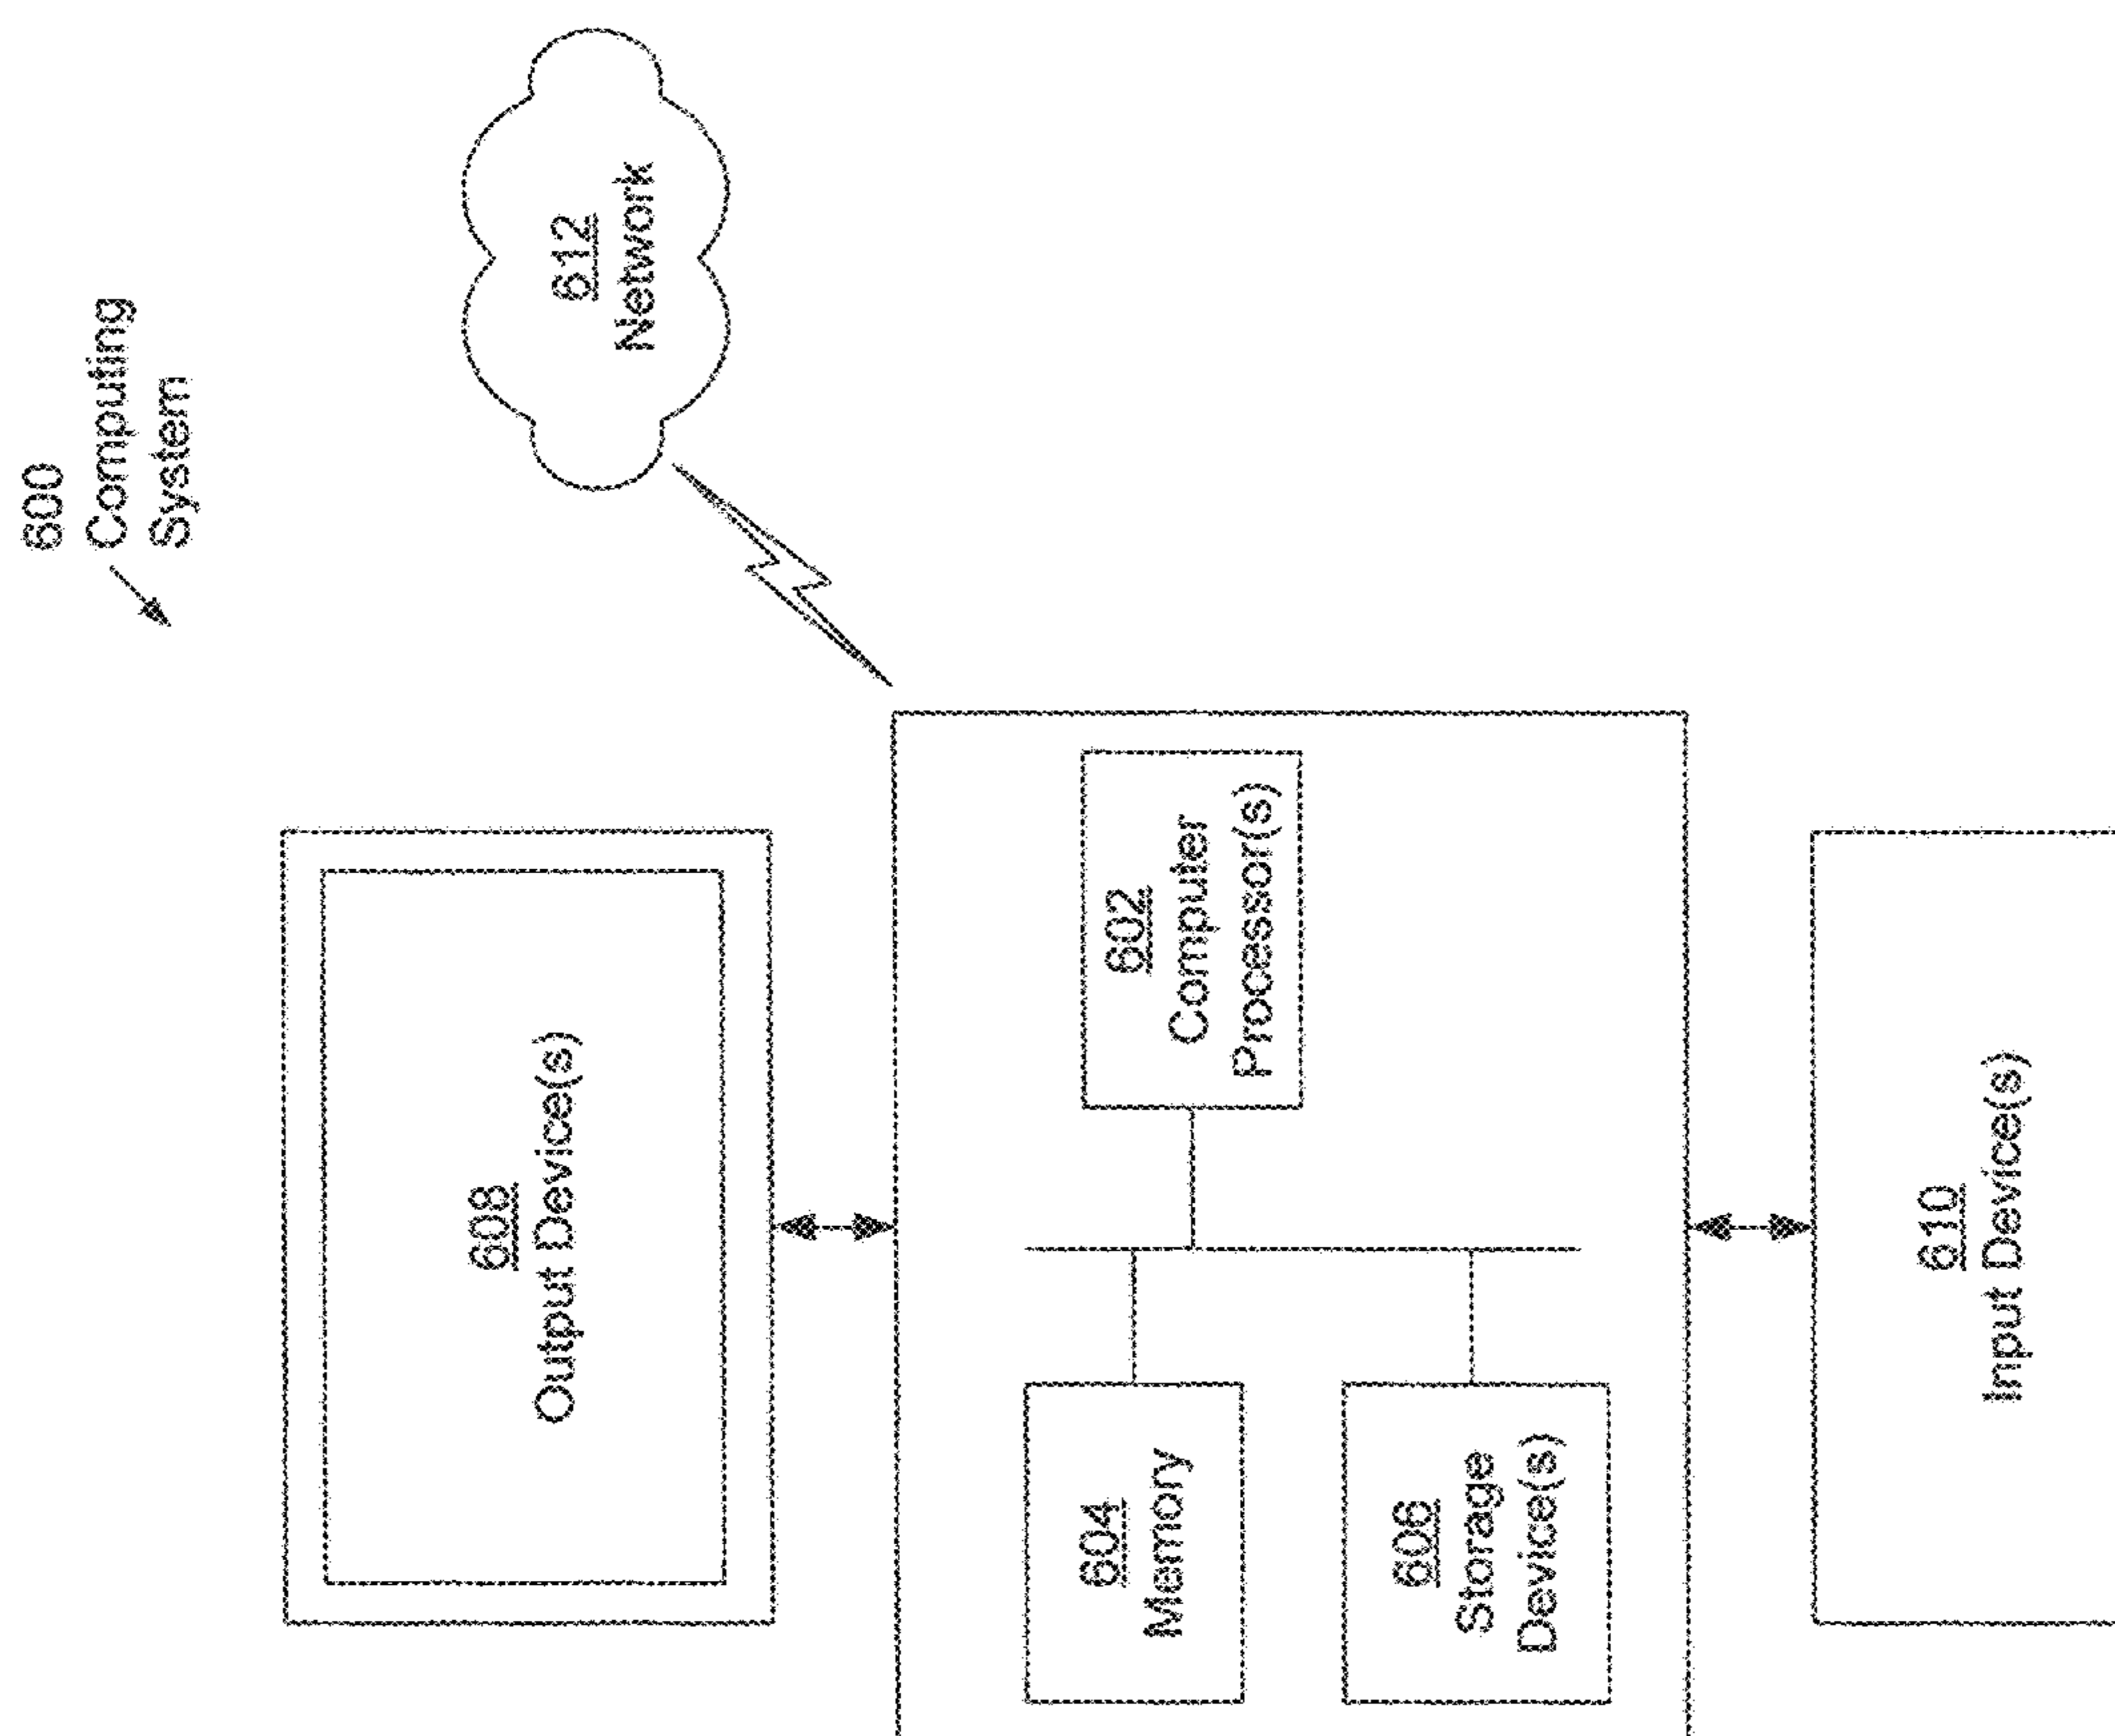 600
Computing
System
612
Network
608
Output Device(s)
602
Computer
Processor(s)
604
Memory
606
Storage
Device(s)
610
Input Device(s)